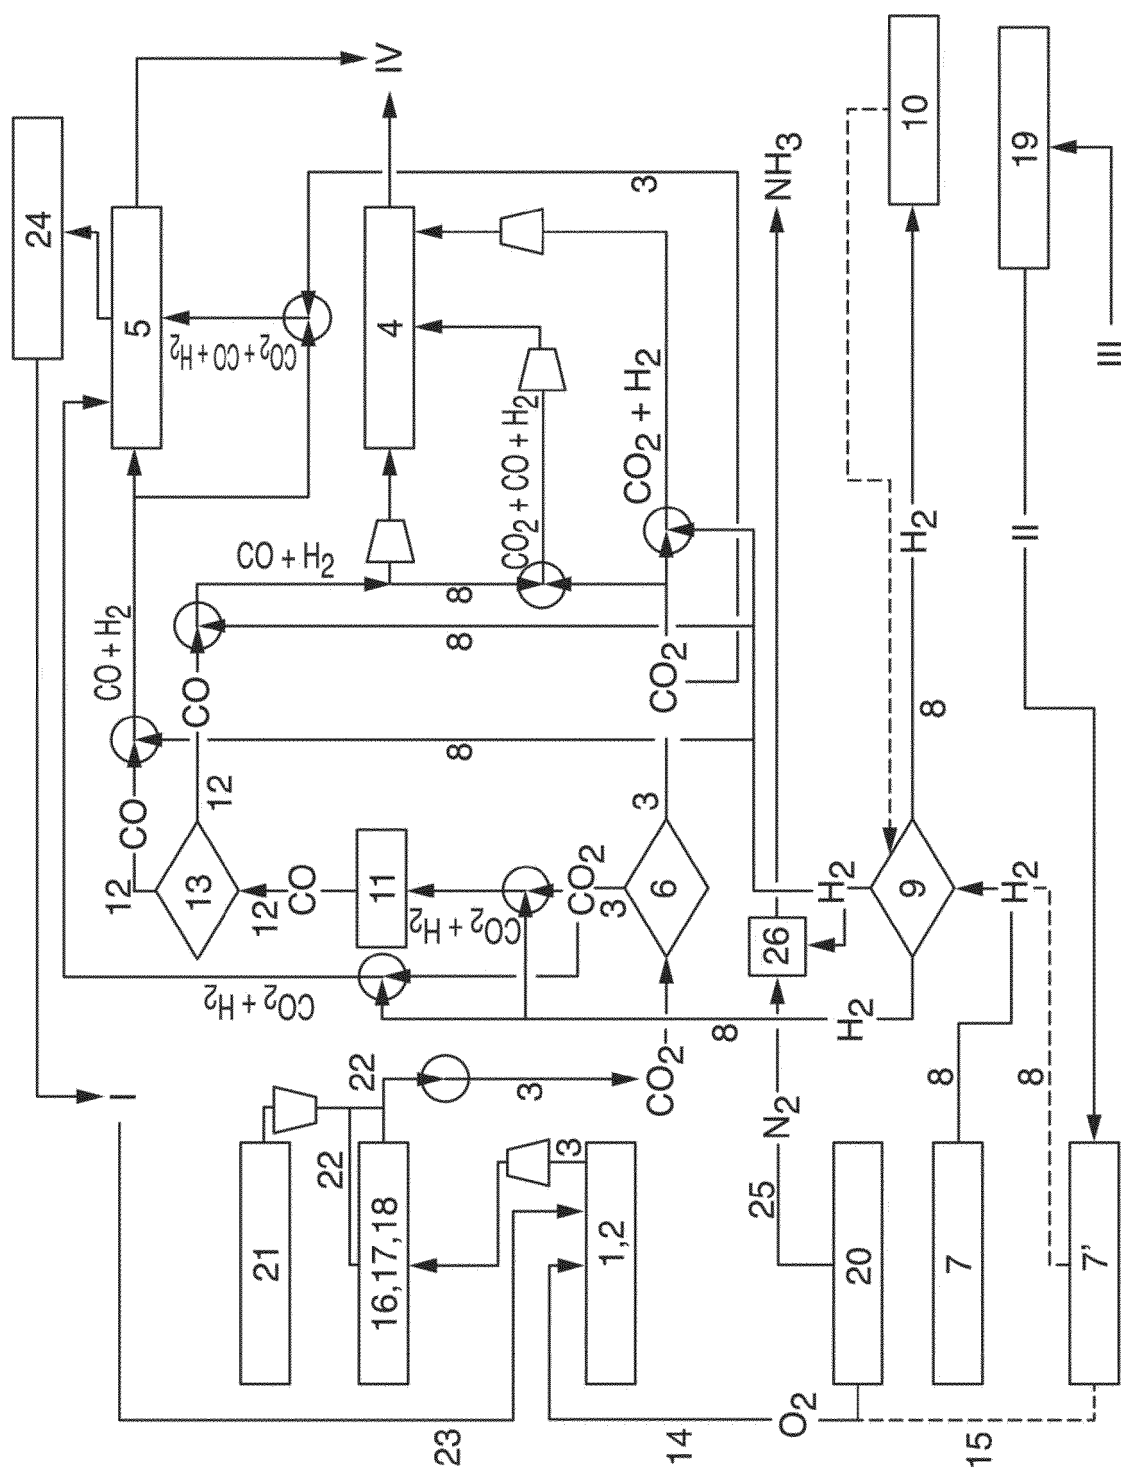 IV
24
5
CO₂ + CO + H₂
4
3
NH₃
10
19
III
CO + H₂
CO₂ + CO + H₂
CO₂ + H₂
H₂
II
8
CO + H₂
CO
8
CO₂
8
12
CO
12
8
3
13
12
CO
11
CO₂ + H₂
CO₂
3
6
H₂
9
H₂
26
CO₂ + H₂
8
H₂
I
22
3
CO₂
N₂
8
8
22
3
25
21
16,17,18
1,2
20
7
7'
23
14
O₂
15